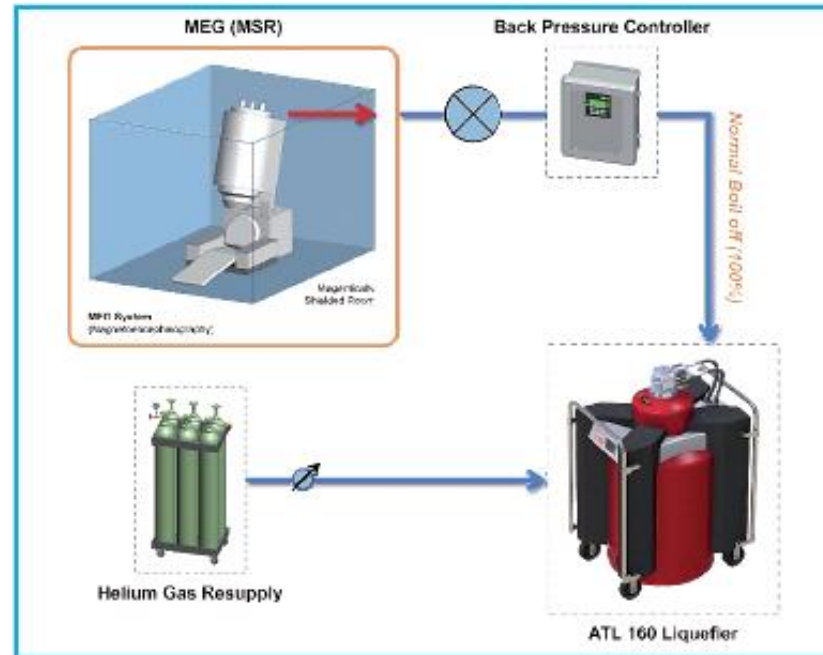 MEG (MSR)
Back Pressure Controller
Normal Boil off (100%)
Magnetically
Shielded Room
MEG System
(Magnetoencephelography)
Helium Gas Resupply
ATL 160 Liquefier